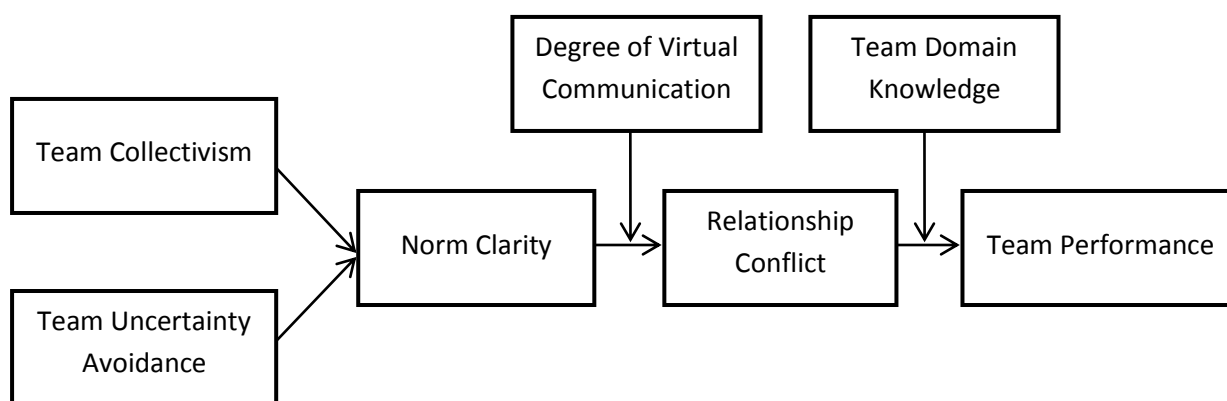 Degree of Virtual
Communication
Team Domain
Knowledge
Team Collectivism
Norm Clarity
Relationship
Conflict
Team Performance
Team Uncertainty
Avoidance